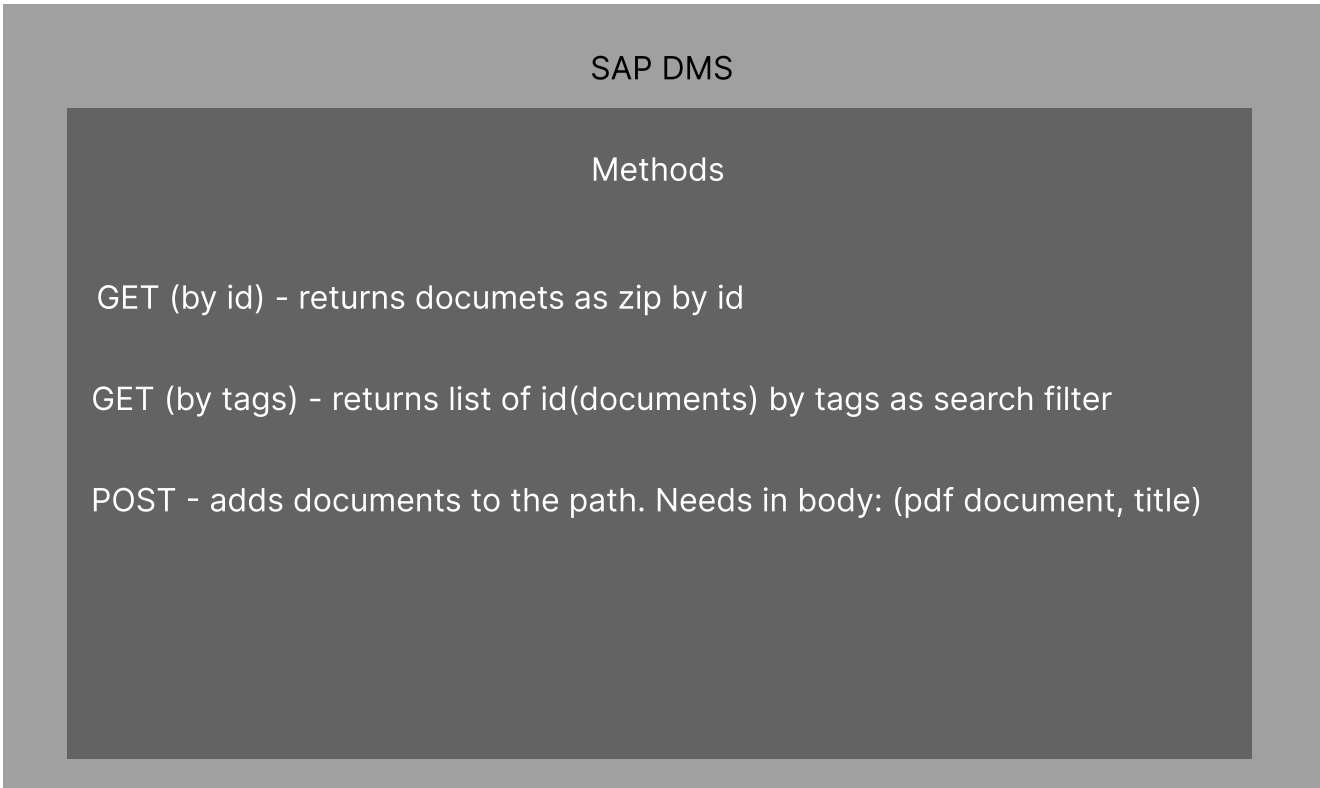 SAP DMS
Methods
GET (by id) - returns documets as zip by id
GET (by tags) - returns list of id(documents) by tags as search filter
POST - adds documents to the path. Needs in body: (pdf document, title)